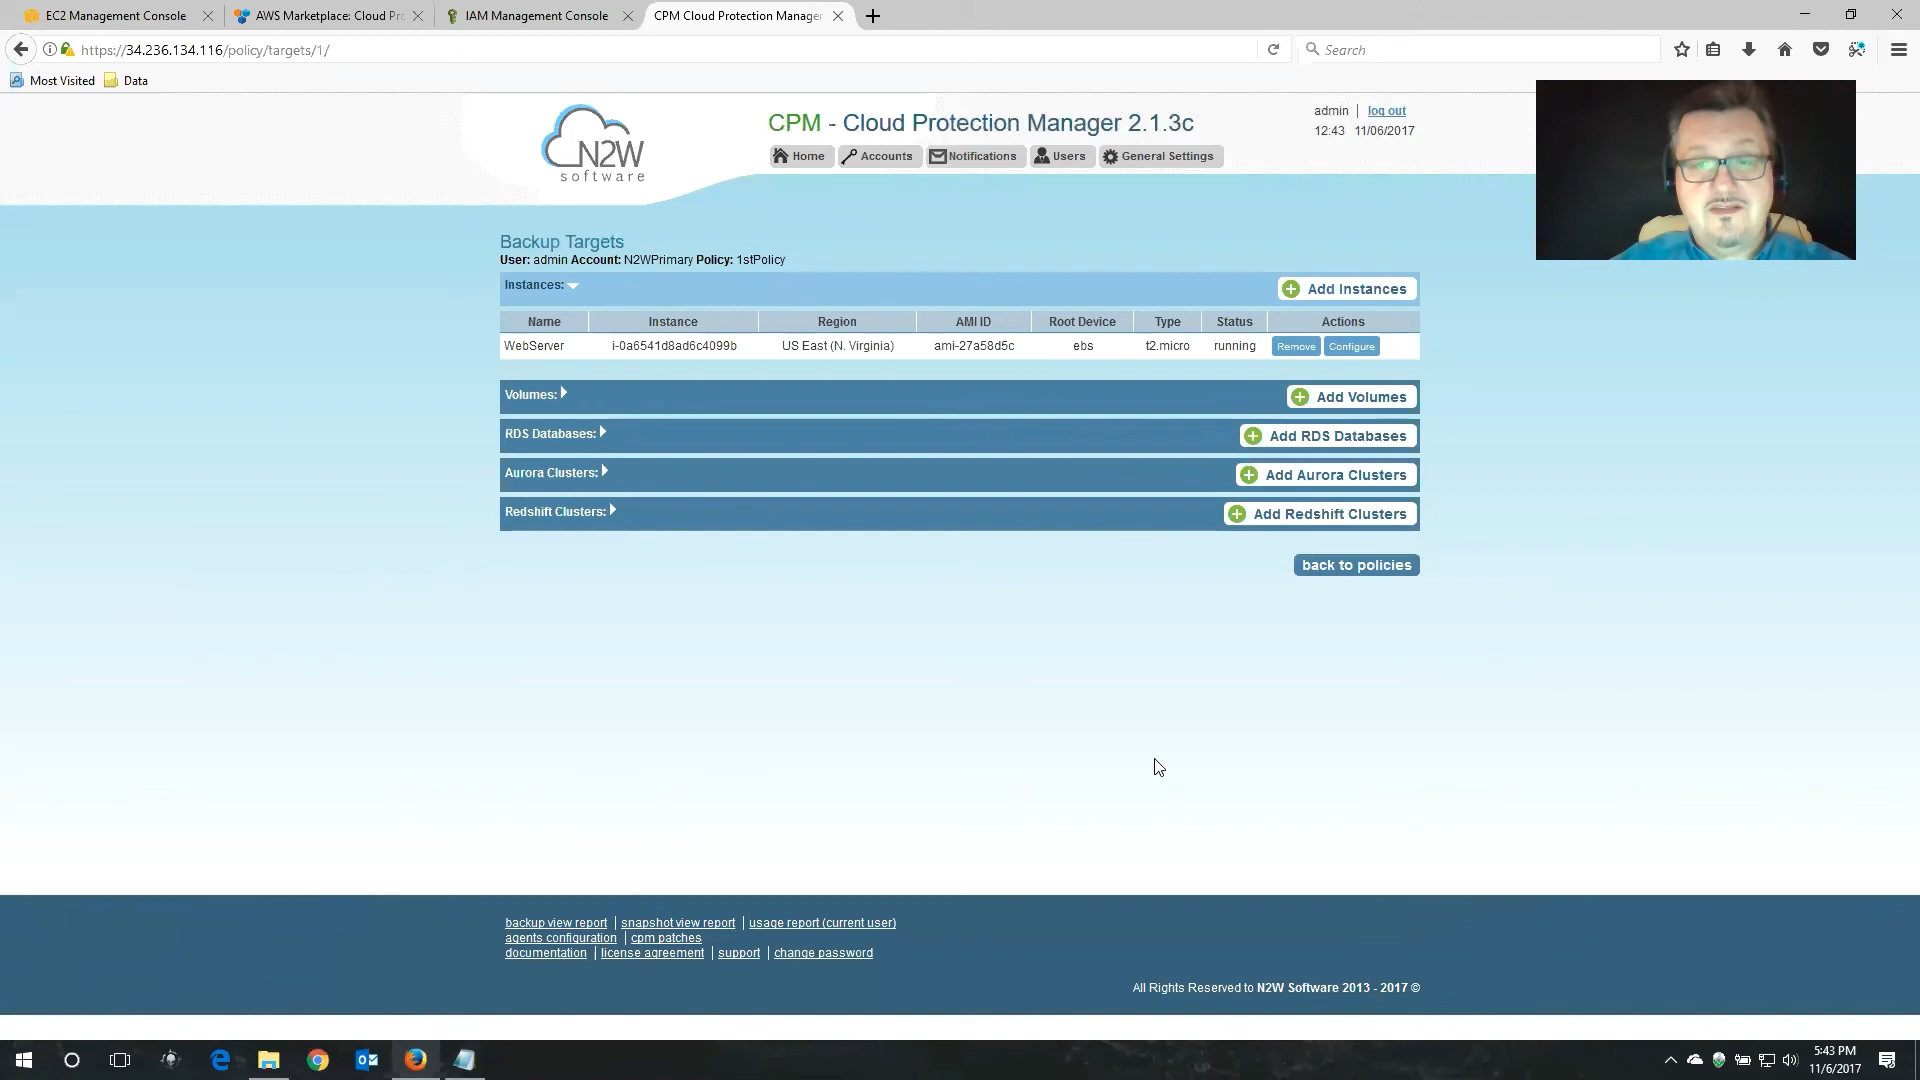 EC2 Management Console
AWS Marketplace: Cloud Pro
IAM Management Console
CPM Cloud Protection Manager
https://34.236.134.116/policy/targets/1/
Search
Most Visited
Data
N2W
software
CPM - Cloud Protection Manager 2.1.3c
admin | log out
12:43 11/06/2017
Home
Accounts
Notifications
Users
General Settings
Backup Targets
User: admin Account: N2WPrimary Policy: 1stPolicy
Instances:
Add Instances
Name Instance Region AMI ID Root Device Type Status Actions
WebServer i-0a6541d8ad6c4099b US East (N. Virginia) ami-27a58d5c ebs t2.micro running Remove Configure
Volumes:
Add Volumes
RDS Databases:
Add RDS Databases
Aurora Clusters:
Add Aurora Clusters
Redshift Clusters:
Add Redshift Clusters
back to policies
backup view report | snapshot view report | usage report (current user)
agents configuration | cpm patches
documentation | license agreement | support | change password
All Rights Reserved to N2W Software 2013 - 2017 ©
5:43 PM
11/6/2017